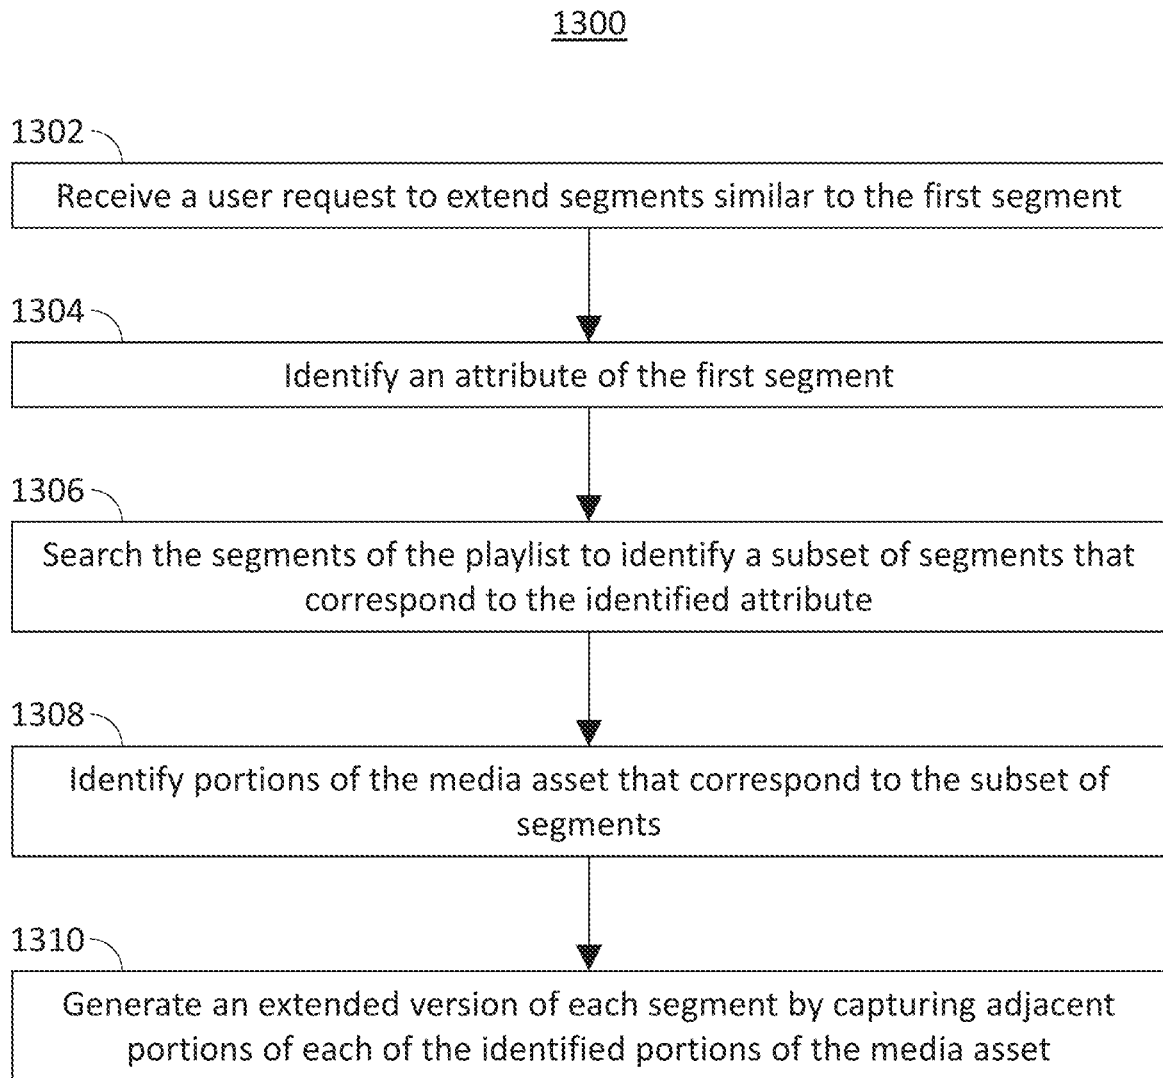 1300
1302
Receive a user request to extend segments similar to the first segment
1304
Identify an attribute of the first segment
1306
Search the segments of the playlist to identify a subset of segments that
correspond to the identified attribute
1308
Identify portions of the media asset that correspond to the subset of
segments
1310
Generate an extended version of each segment by capturing adjacent
portions of each of the identified portions of the media asset